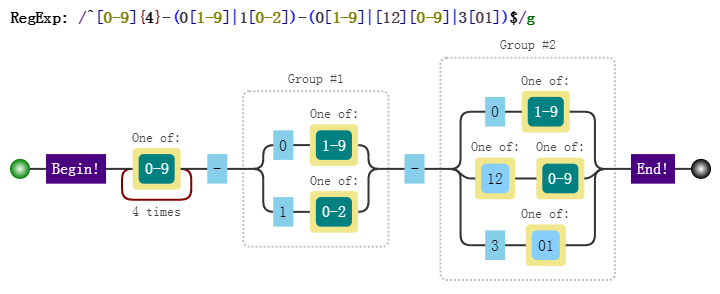 RegExp: /^[0-9]{4}-(0[1-9]|1[0-2])-(0[1-9]|[12][0-9]|3[01])$/g
Group #2
Group #1
One of:
0
1-9
One of:
0
1-9
One of:
One of:
One of:
Begin!
0-9
-
-
12
0-9
End!
4 times
One of:
1
0-2
One of:
3
01